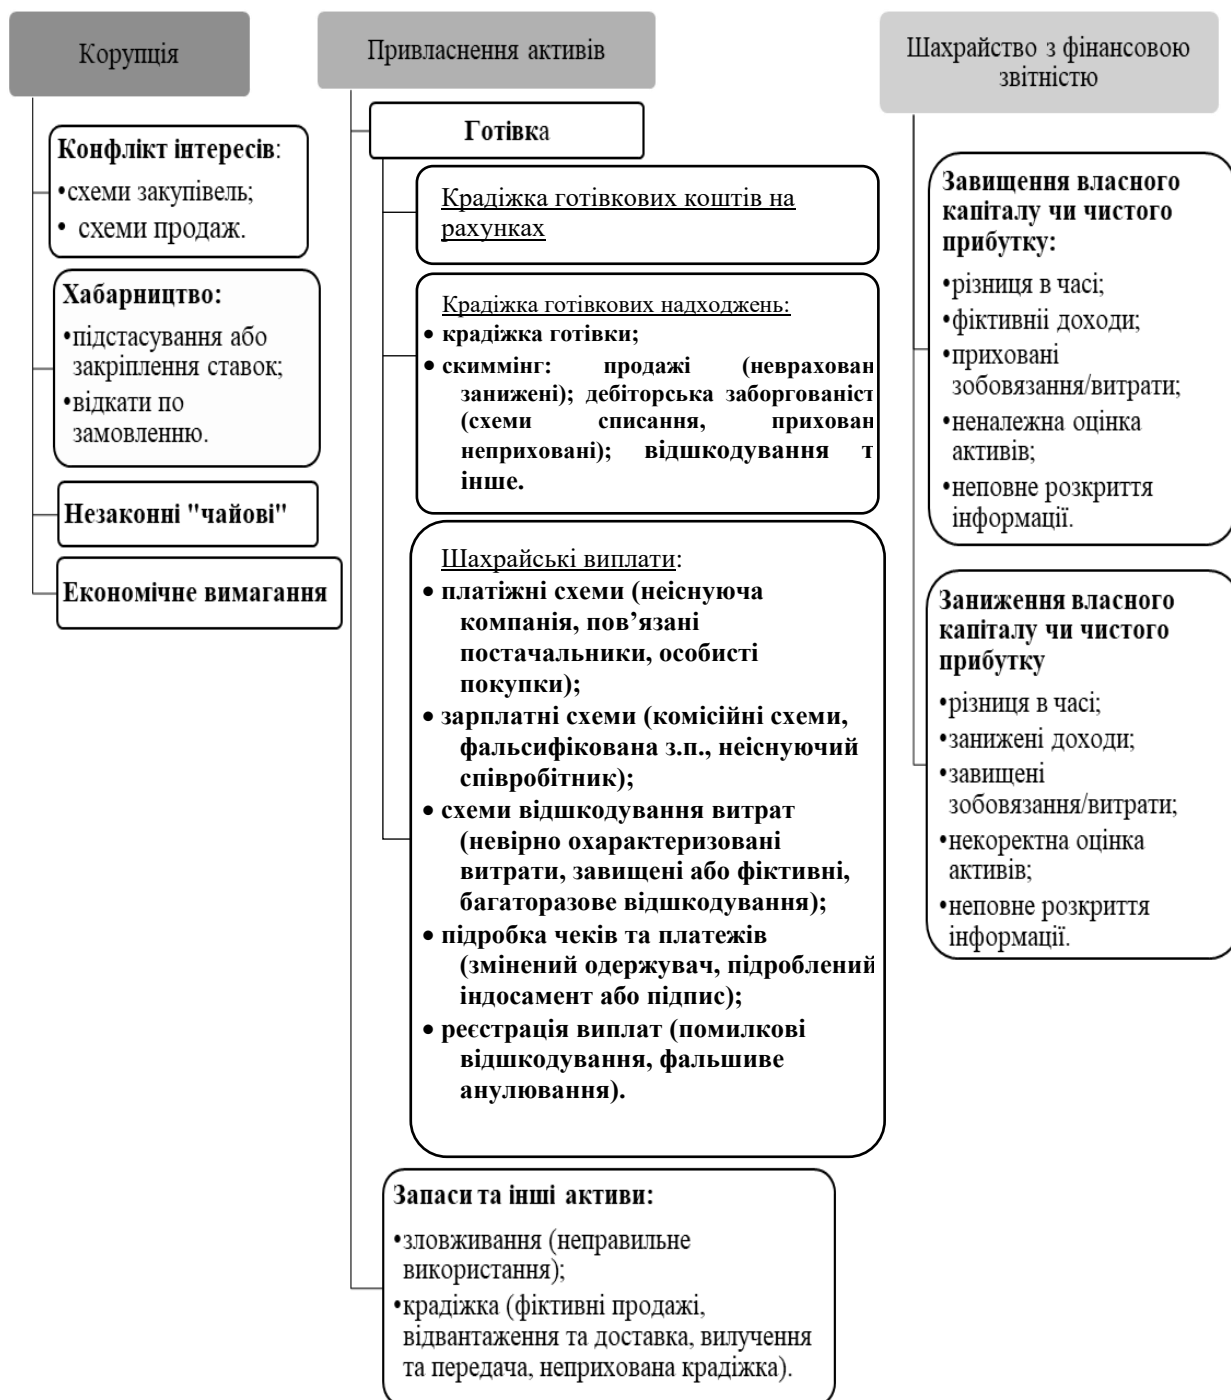 Корупція
Конфлікт інтересів:
•схеми закупівель;
• схеми продаж.
Хабарництво:
•підстасування або
закріплення ставок;
•відкати по
замовленню.
Незаконні "чайові"
Економічне вимагання
Привласнення активів
Готівка
Крадіжка готівкових коштів на
рахунках
Крадіжка готівкових надходжень:
• крадіжка готівки;
• скиммінг: продажі (неврахован
занижені); дебіторська заборгованіст
(схеми списання, прихован
неприховані); відшкодування т
інше.
Шахрайські виплати:
• платіжні схеми (неіснуюча
компанія, пов’язані
постачальники, особисті
покупки);
• зарплатні схеми (комісійні схеми,
фальсифікована з.п., неіснуючий
співробітник);
• схеми відшкодування витрат
(невірно охарактеризовані
витрати, завищені або фіктивні,
багаторазове відшкодування);
• підробка чеків та платежів
(змінений одержувач, підроблений
індосамент або підпис);
• реєстрація виплат (помилкові
відшкодування, фальшиве
анулювання).
Запаси та інші активи:
•зловживання (неправильне
використання);
•крадіжка (фіктивні продажі,
відвантаження та доставка, вилучення
та передача, неприхована крадіжка).
Шахрайство з фінансовою
звітністю
Завищення власного
капіталу чи чистого
прибутку:
•різниця в часі;
•фіктивніі доходи;
•приховані
зобовязання/витрати;
•неналежна оцінка
активів;
•неповне розкриття
інформації.
Заниження власного
капіталу чи чистого
прибутку
•різниця в часі;
•занижені доходи;
•завищені
зобовязання/витрати;
•некоректна оцінка
активів;
•неповне розкриття
інформації.